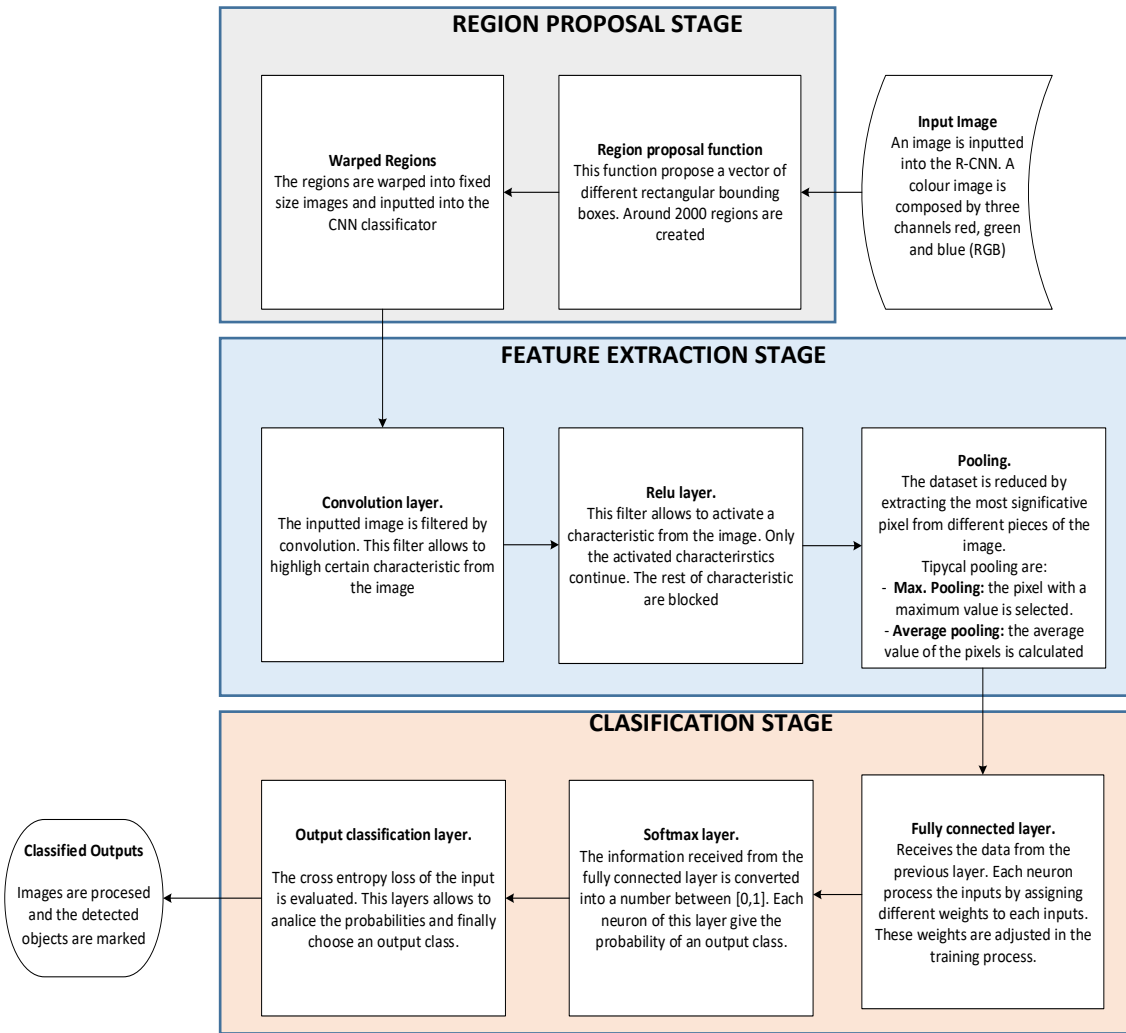 REGION PROPOSAL STAGE
Input Image
An image is inputted
into the R-CNN. A
colour image is
composed by three
channels red, green
and blue (RGB)
Region proposal function
This function propose a vector of
different rectangular bounding
boxes. Around 2000 regions are
created
Warped Regions
The regions are warped into fixed
size images and inputted into the
CNN classificator
FEATURE EXTRACTION STAGE
Convolution layer.
The inputted image is filtered by
convolution. This filter allows to
highligh certain characteristic from
the image
Relu layer.
This filter allows to activate a
characteristic from the image. Only
the activated characterirstics
continue. The rest of characteristic
are blocked
Pooling.
The dataset is reduced by
extracting the most significative
pixel from different pieces of the
image.
Tipycal pooling are:
- Max. Pooling: the pixel with a
maximum value is selected.
- Average pooling: the average
value of the pixels is calculated
CLASIFICATION STAGE
Fully connected layer.
Receives the data from the
previous layer. Each neuron
process the inputs by assigning
different weights to each inputs.
These weights are adjusted in the
training process.
Softmax layer.
The information received from the
fully connected layer is converted
into a number between [0,1]. Each
neuron of this layer give the
probability of an output class.
Output classification layer.
The cross entropy loss of the input
is evaluated. This layers allows to
analice the probabilities and finally
choose an output class.
Classified Outputs
Images are procesed
and the detected
objects are marked